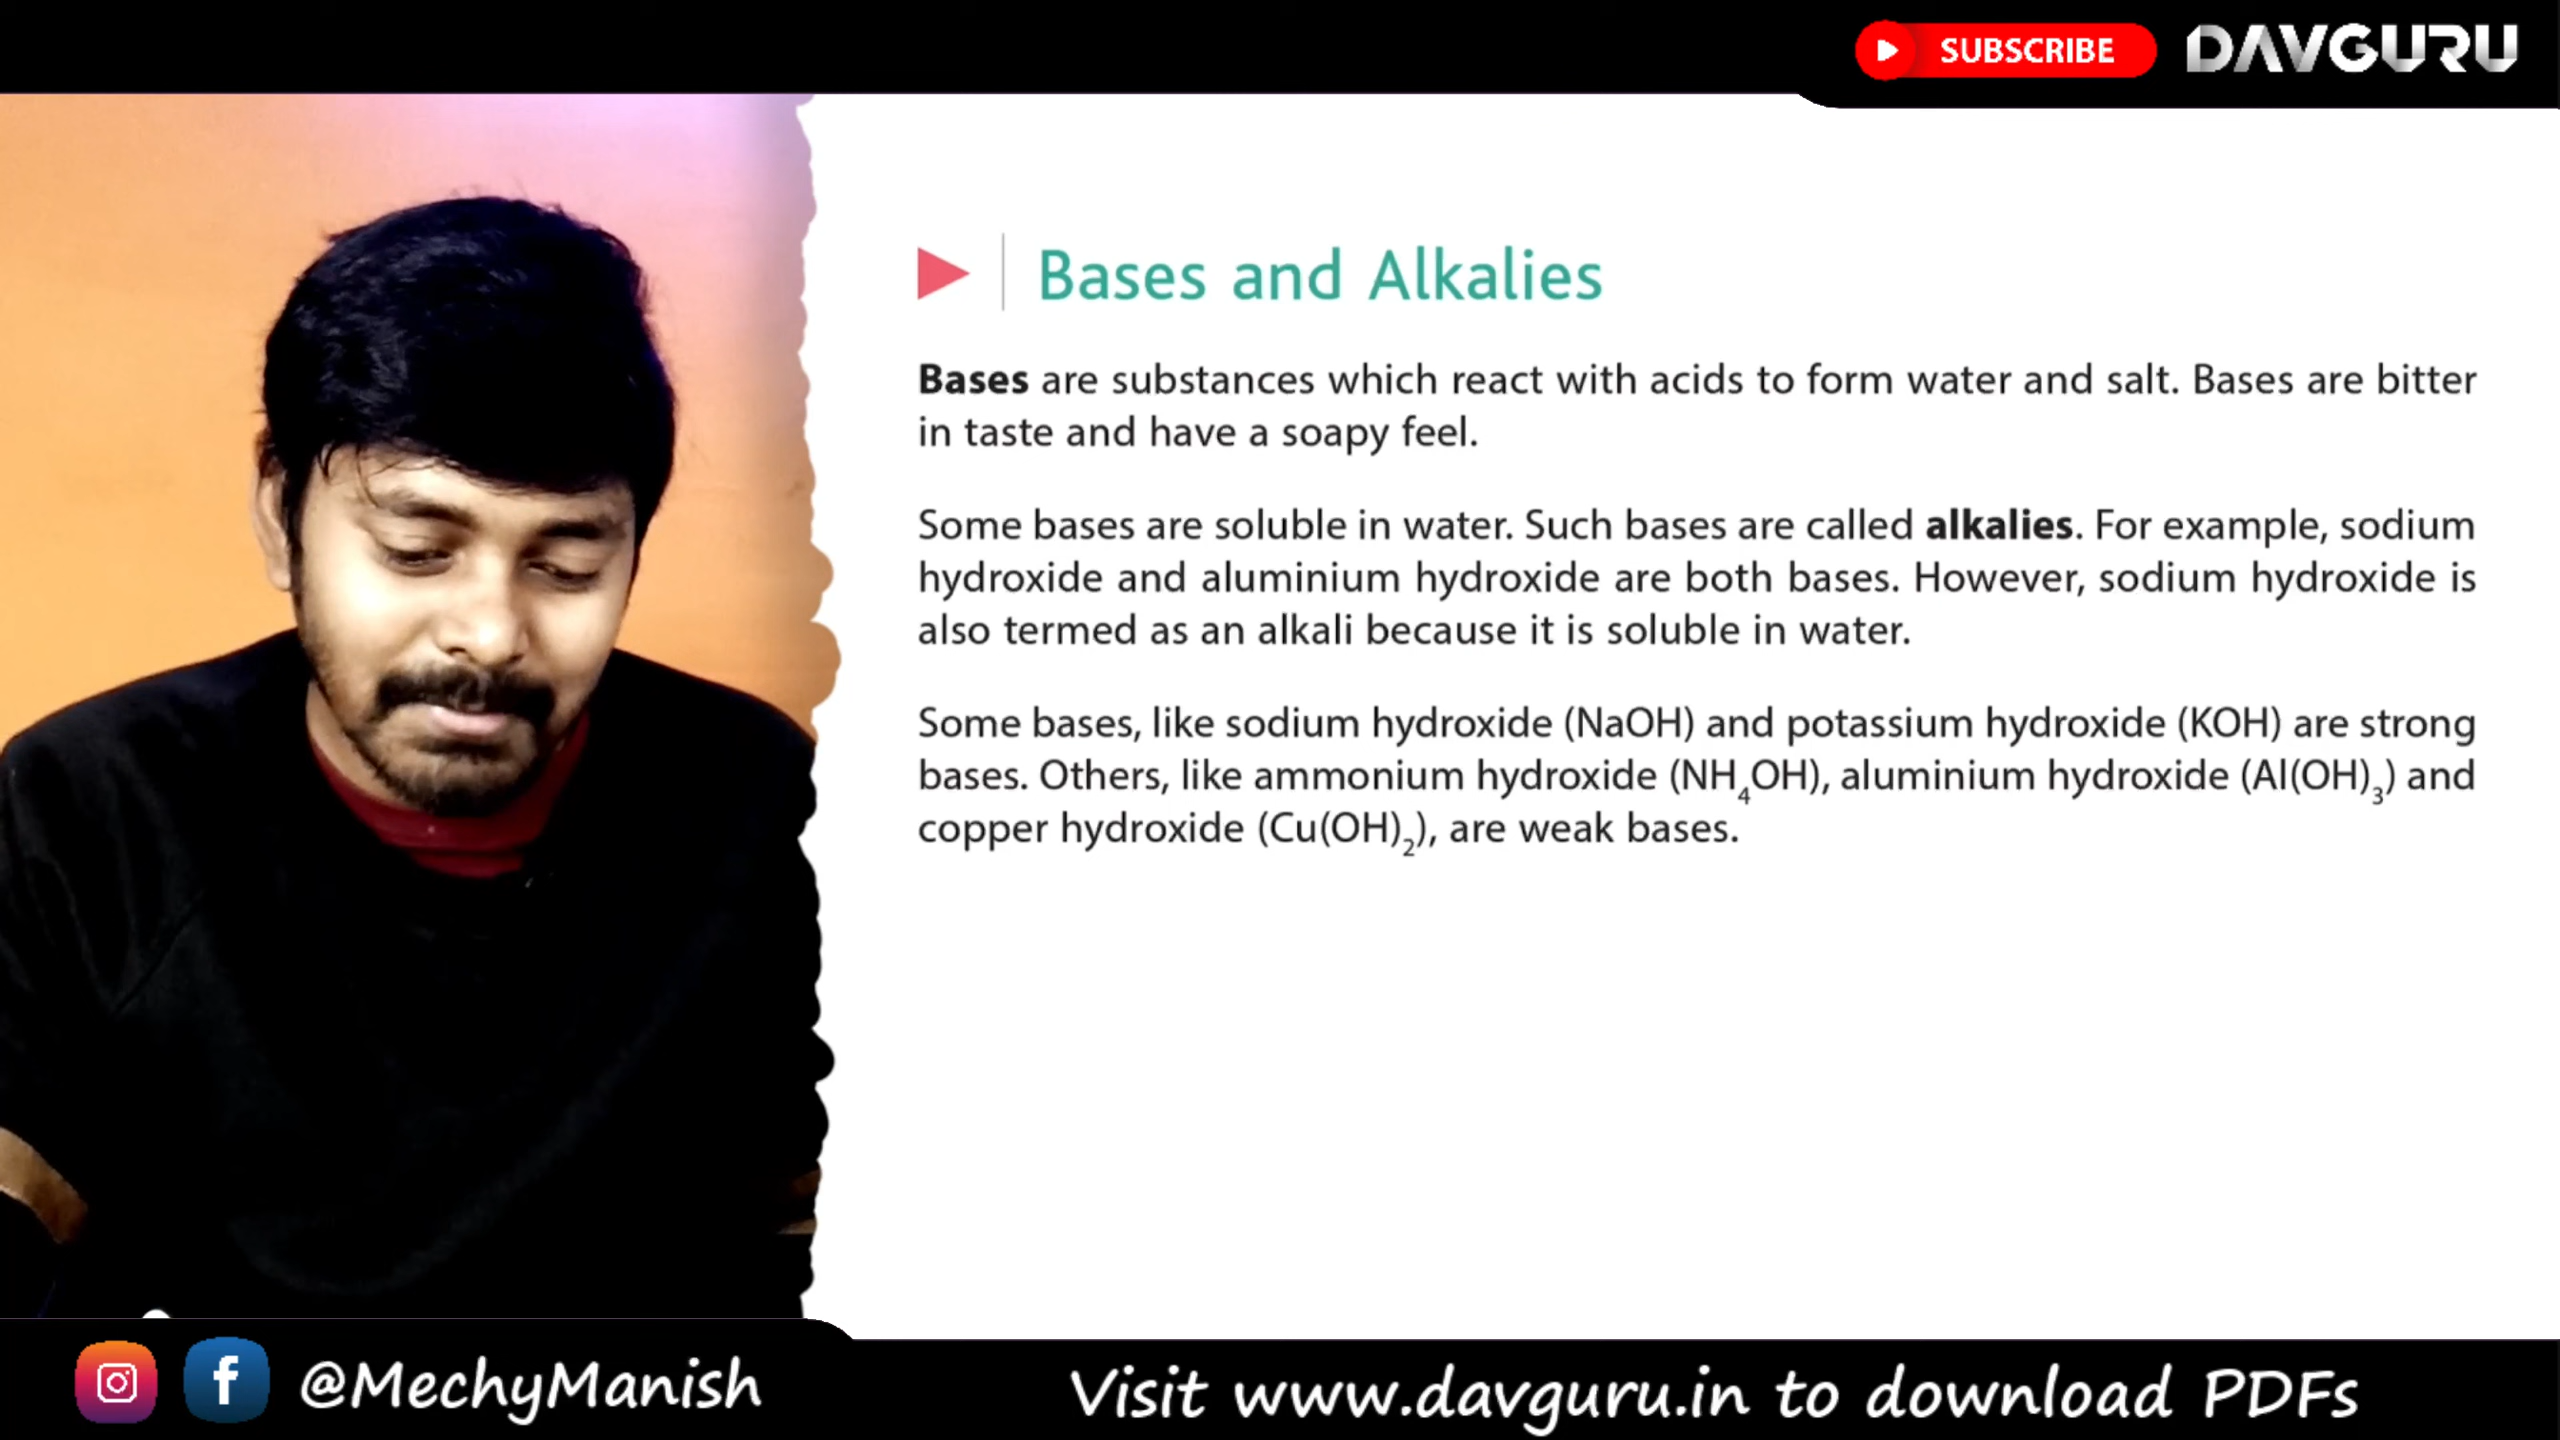 SUBSCRIBE DAVGURU
Bases and Alkalies
Bases are substances which react with acids to form water and salt. Bases are bitter
in taste and have a soapy feel.
Some bases are soluble in water. Such bases are called alkalies. For example, sodium
hydroxide and aluminium hydroxide are both bases. However, sodium hydroxide is
also termed as an alkali because it is soluble in water.
Some bases, like sodium hydroxide (NaOH) and potassium hydroxide (KOH) are strong
bases. Others, like ammonium hydroxide (NH₄OH), aluminium hydroxide (Al(OH)₃) and
copper hydroxide (Cu(OH)₂), are weak bases.
@MechyManish
Visit www.davguru.in to download PDFs